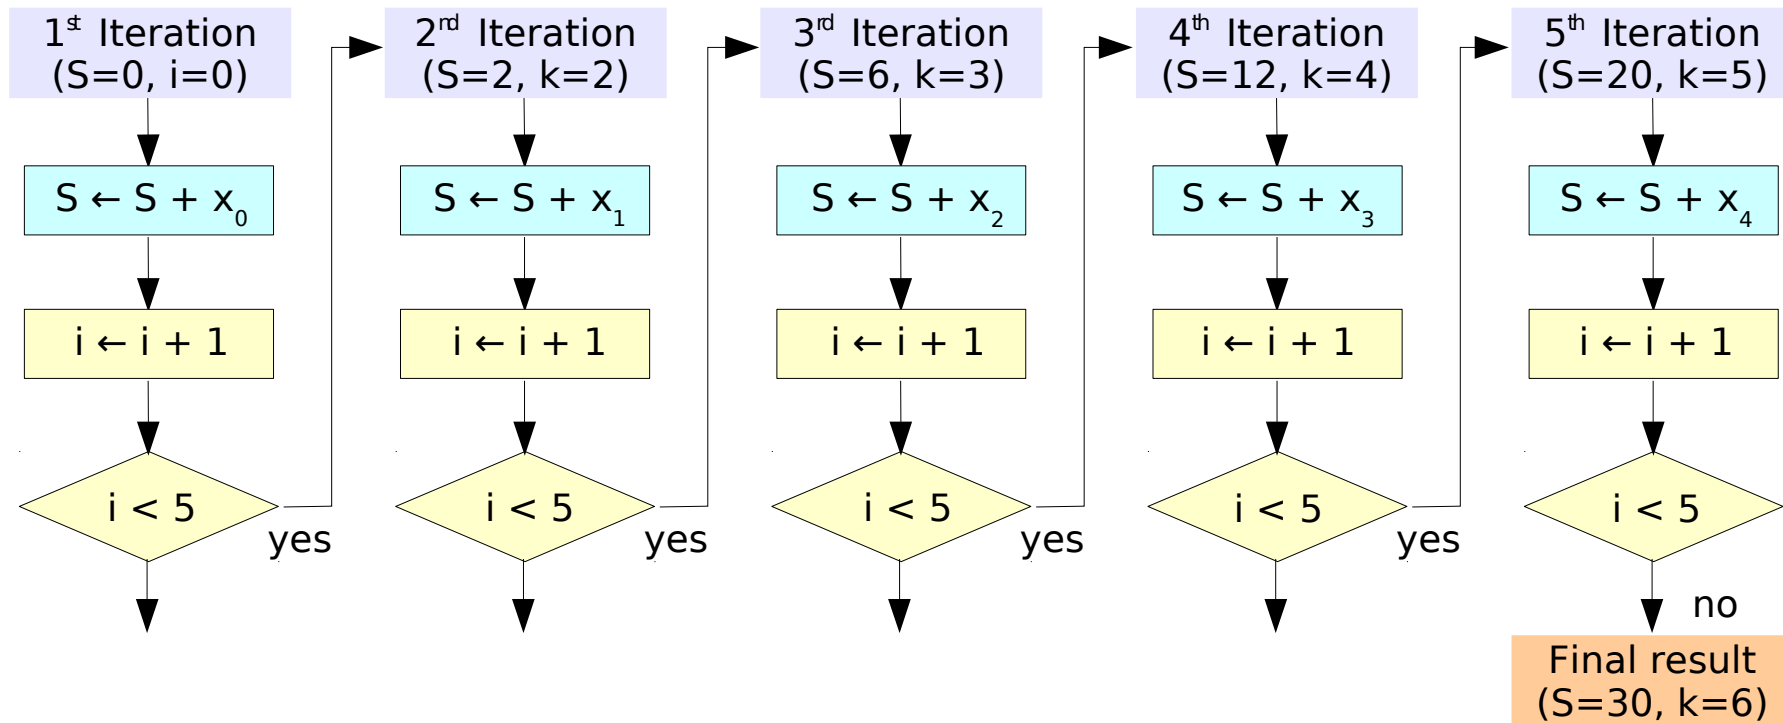 1st Iteration
(S=0, i=0)
S ← S + x0
i ← i + 1
i < 5
yes
2nd Iteration
(S=2, k=2)
S ← S + x1
i ← i + 1
i < 5
yes
3rd Iteration
(S=6, k=3)
S ← S + x2
i ← i + 1
i < 5
yes
4th Iteration
(S=12, k=4)
S ← S + x3
i ← i + 1
i < 5
yes
5th Iteration
(S=20, k=5)
S ← S + x4
i ← i + 1
i < 5
no
Final result
(S=30, k=6)